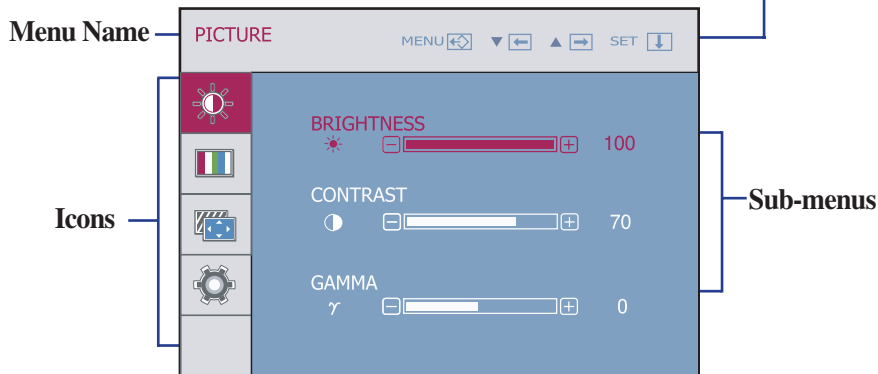 Menu Name
PICTURE
MENU ▼ ▲ SET
BRIGHTNESS
100
CONTRAST
70
GAMMA
γ 0
Icons
Sub-menus